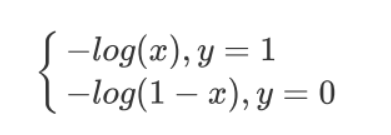 −log(x), y = 1
−log(1 − x), y = 0